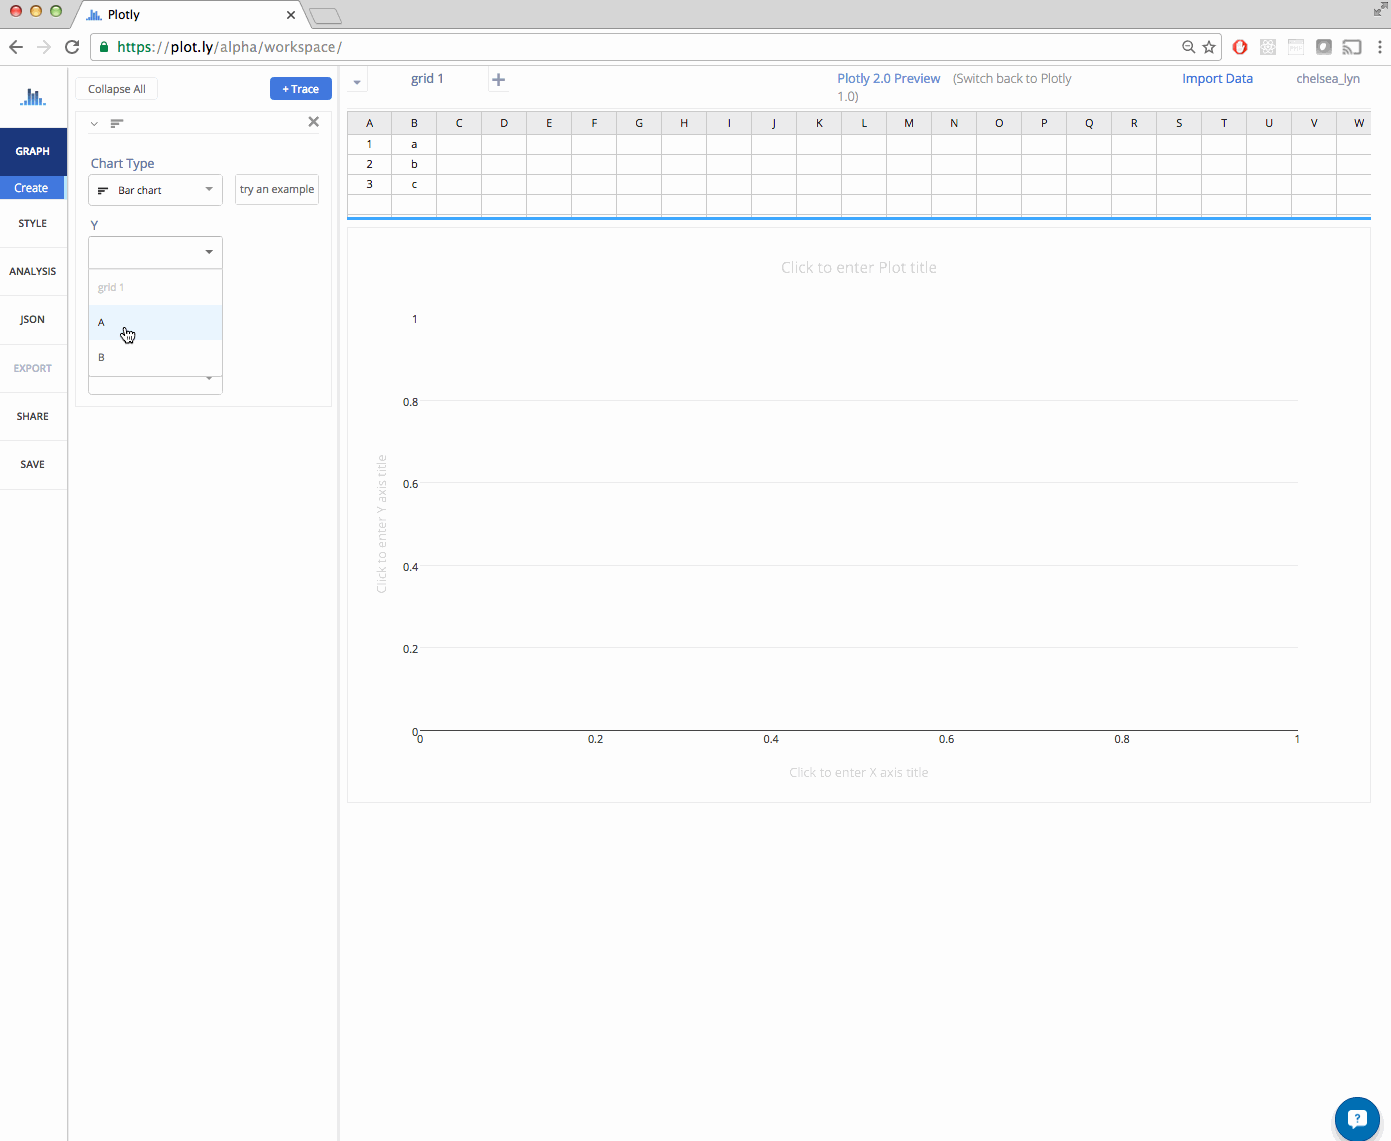 Plotly
https://plot.ly/alpha/workspace/
Collapse All
+ Trace
grid 1
Plotly 2.0 Preview (Switch back to Plotly
1.0)
Import Data
chelsea_lyn
GRAPH
Create
STYLE
ANALYSIS
JSON
EXPORT
SHARE
SAVE
Chart Type
Bar chart
try an example
Y
grid 1
A
B
A B C D E F G H I J K L M N O P Q R S T U V W
1 a
2 b
3 c
Click to enter Plot title
1
0.8
0.6
0.4
0.2
0
Click to enter Y axis title
0 0.2 0.4 0.6 0.8 1
Click to enter X axis title